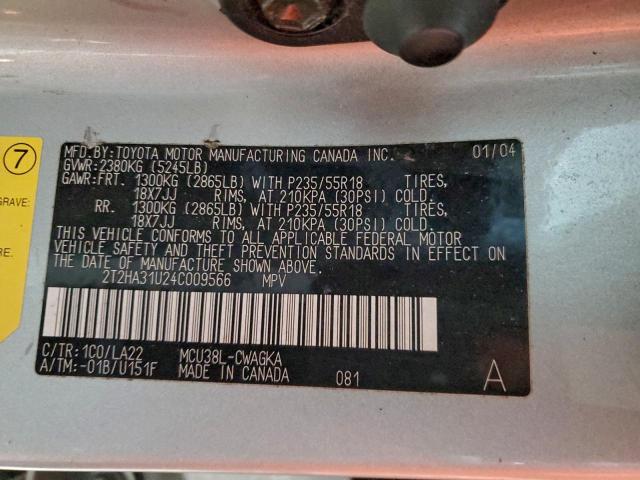 MFD.BY:TOYOTA MOTOR MANUFACTURING CANADA INC. 01/04
GVWR:2380KG (5245LB)
GAWR:FRT. 1300KG (2865LB) WITH P235/55R18 TIRES,
18X7JJ RIMS, AT 210KPA (30PSI) COLD.
RR. 1300KG (2865LB) WITH P235/55R18 TIRES,
18X7JJ RIMS, AT 210KPA (30PSI) COLD.
THIS VEHICLE CONFORMS TO ALL APPLICABLE FEDERAL MOTOR
VEHICLE SAFETY AND THEFT PREVENTION STANDARDS IN EFFECT ON
THE DATE OF MANUFACTURE SHOWN ABOVE.
2T2HA31U24C009566 MPV
C/TR:1C0/LA22 MCU38L-CWAGKA
A/TM:-01B/U151F MADE IN CANADA 081 A
7
GRAVE:
RE.